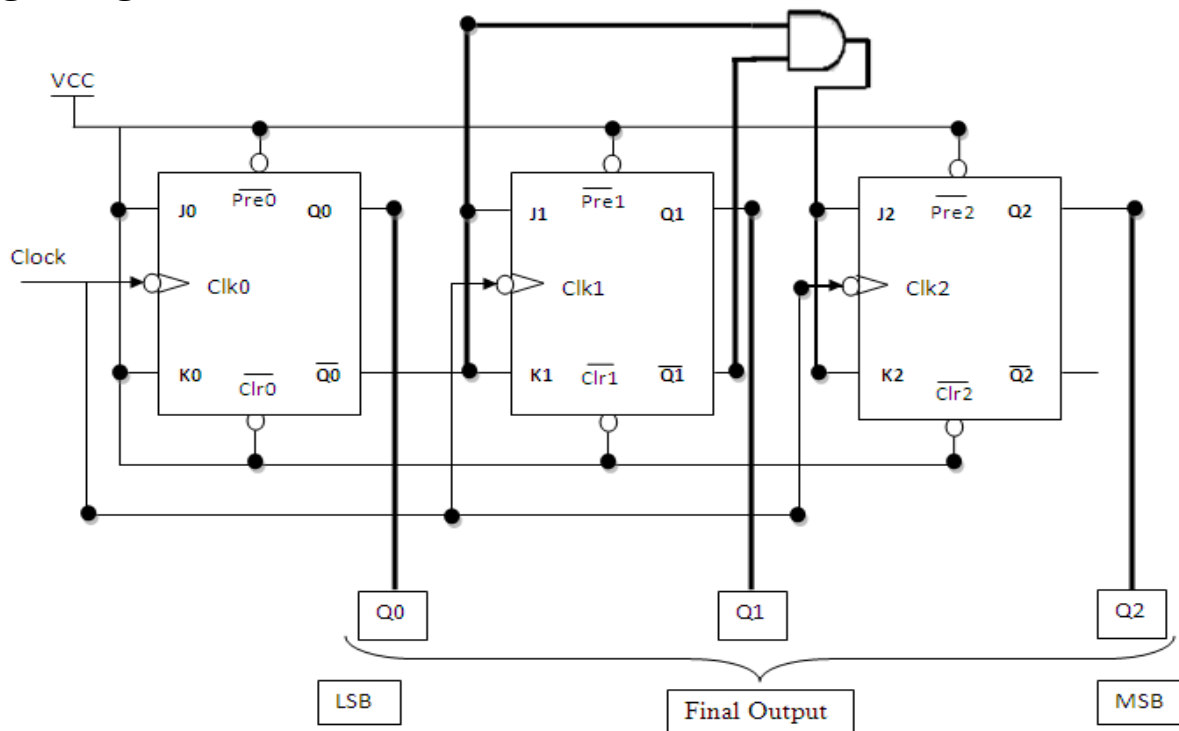 VCC
J0 Pre0 Q0
J1 Pre1 Q1
J2 Pre2 Q2
Clock
Clk0
Clk1
Clk2
K0 Clr0 Q0
K1 Clr1 Q1
K2 Clr2 Q2
Q0
Q1
Q2
LSB
Final Output
MSB